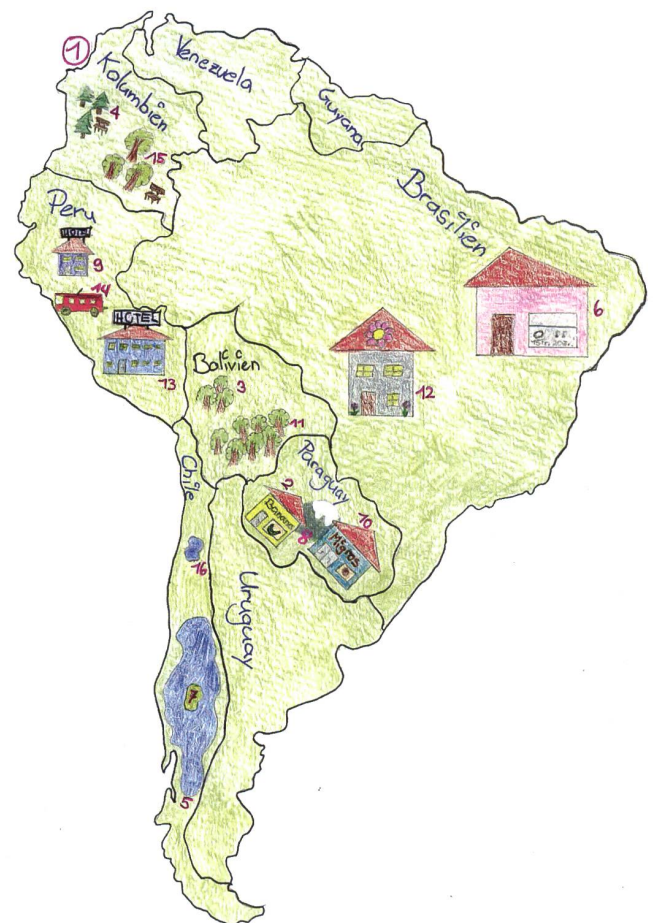 1
Venezuela
Kolumbien
Guyana
4
15
Brasilien
Peru
HOTEL
9
14
HOTEL
13
6
Bolivien
3
12
11
Paraguay
Chile
2
Banana
8
10
Migros
16
Uruguay
7
5